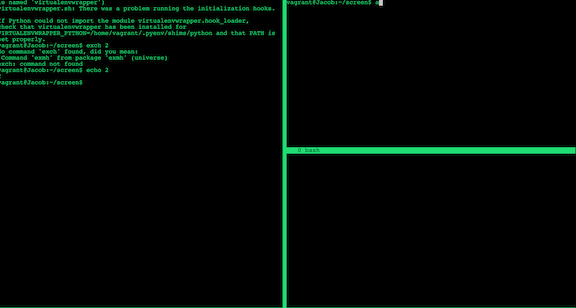 le named 'virtualenvwrapper')
virtualenvwrapper.sh: There was a problem running the initialization hooks.
If Python could not import the module virtualenvwrapper.hook_loader,
check that virtualenvwrapper has been installed for
VIRTUALENVWRAPPER_PYTHON=/home/vagrant/.pyenv/shims/python and that PATH is
set properly.
vagrant@Jacob:~/screen$ exch 2
No command 'exch' found, did you mean:
Command 'exmh' from package 'exmh' (universe)
exch: command not found
vagrant@Jacob:~/screen$ echo 2
2
vagrant@Jacob:~/screen$
vagrant@Jacob:~/screen$
0 bash